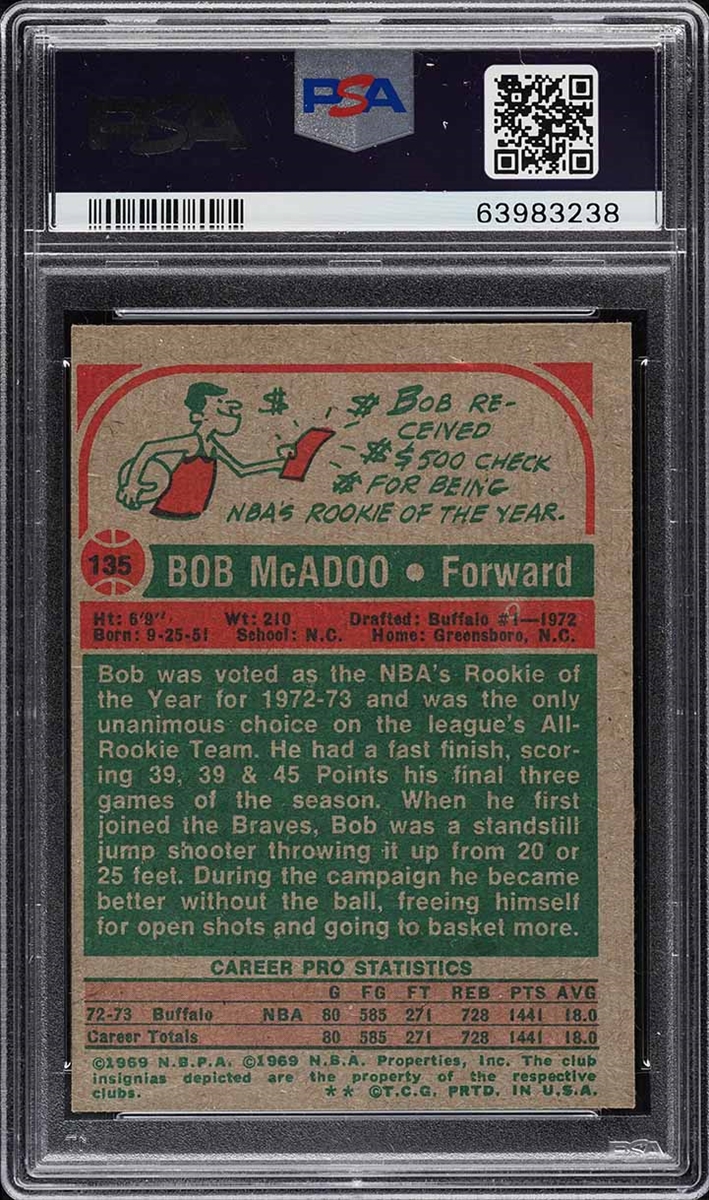 PSA
PSA
63983238
$ $ BOB RE-
CEIVED
$ $500 CHECK
$ FOR BEING
NBA'S ROOKIE OF THE YEAR.
135 BOB McADOO • Forward
Ht: 6'9" Wt: 210 Drafted: Buffalo #1—1972
Born: 9-25-51 School: N.C. Home: Greensboro, N.C.
Bob was voted as the NBA's Rookie of
the Year for 1972-73 and was the only
unanimous choice on the league's All-
Rookie Team. He had a fast finish, scor-
ing 39, 39 & 45 Points his final three
games of the season. When he first
joined the Braves, Bob was a standstill
jump shooter throwing it up from 20 or
25 feet. During the campaign he became
better without the ball, freeing himself
for open shots and going to basket more.
CAREER PRO STATISTICS
G FG FT REB PTS AVG
72-73 Buffalo NBA 80 585 271 728 1441 18.0
Career Totals 80 585 271 728 1441 18.0
©1969 N.B.P.A. ©1969 N.B.A. Properties, Inc. The club
insignias depicted are the property of the respective
clubs. ** ©T.C.G. PRTD. IN U.S.A.
PSA